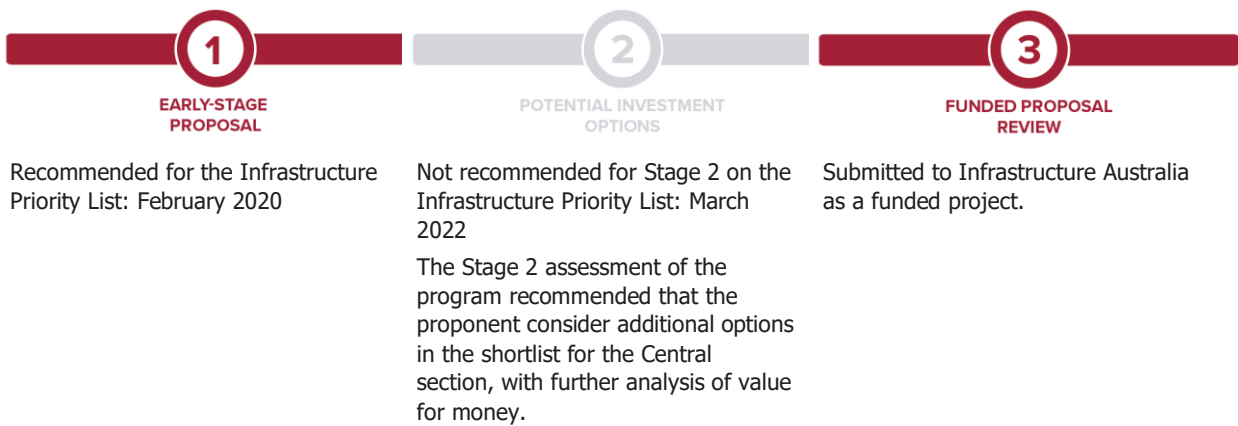 1
EARLY-STAGE
PROPOSAL
Recommended for the Infrastructure
Priority List: February 2020
2
POTENTIAL INVESTMENT
OPTIONS
Not recommended for Stage 2 on the
Infrastructure Priority List: March
2022
The Stage 2 assessment of the
program recommended that the
proponent consider additional options
in the shortlist for the Central
section, with further analysis of value
for money.
3
FUNDED PROPOSAL
REVIEW
Submitted to Infrastructure Australia
as a funded project.